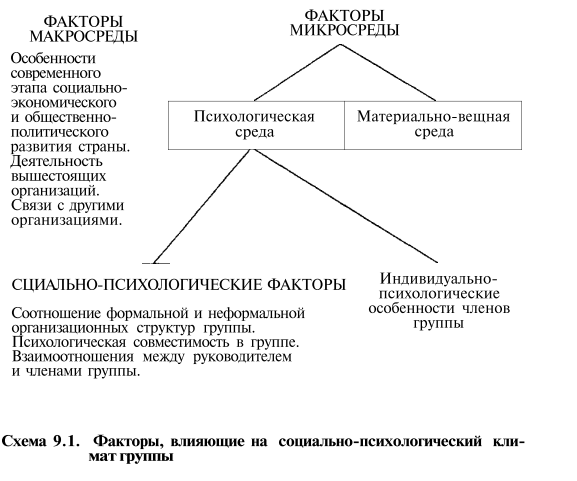 ФАКТОРЫ
МАКРОСРЕДЫ
Особенности
современного
этапа социально-
экономического
и общественно-
политического
развития страны.
Деятельность
вышестоящих
организаций.
Связи с другими
организациями.
ФАКТОРЫ
МИКРОСРЕДЫ
Психологическая
среда
Материально-вещная
среда
СЦИАЛЬНО-ПСИХОЛОГИЧЕСКИЕ ФАКТОРЫ
Соотношение формальной и неформальной
организационных структур группы.
Психологическая совместимость в группе.
Взаимоотношения между руководителем
и членами группы.
Индивидуально-
психологические
особенности членов
группы
Схема 9.1. Факторы, влияющие на социально-психологический кли-
мат группы